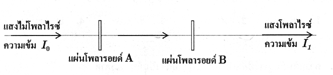 แสงไม่โพลาไรซ์
ความเข้ม I₀
แผ่นโพลารอยด์ A
แผ่นโพลารอยด์ B
แสงโพลาไรซ์
ความเข้ม I₁